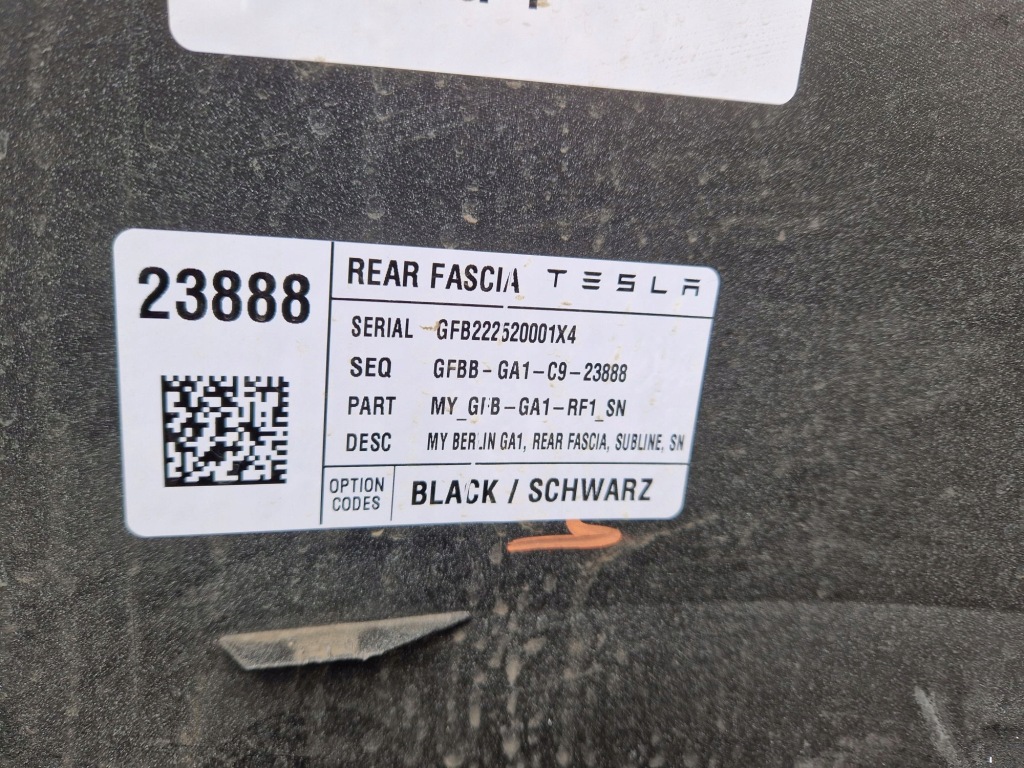 23888
REAR FASCIA TESLA
SERIAL GFB222520001X4
SEQ GFBB-GA1-C9-23888
PART MY_GFB-GA1-RF1_SN
DESC MY BERLIN GA1, REAR FASCIA, SUBLINE, SN
OPTION CODES BLACK / SCHWARZ